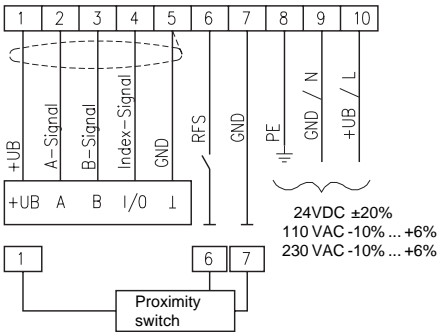 1 2 3 4 5 6 7 8 9 10
+UB
A-Signal
B-Signal
Index-Signal
GND
RFS
GND
PE
GND / N
+UB / L
+UB A B I/0 ⊥
24VDC ±20%
110 VAC -10% ... +6%
230 VAC -10% ... +6%
1 6 7
Proximity
switch